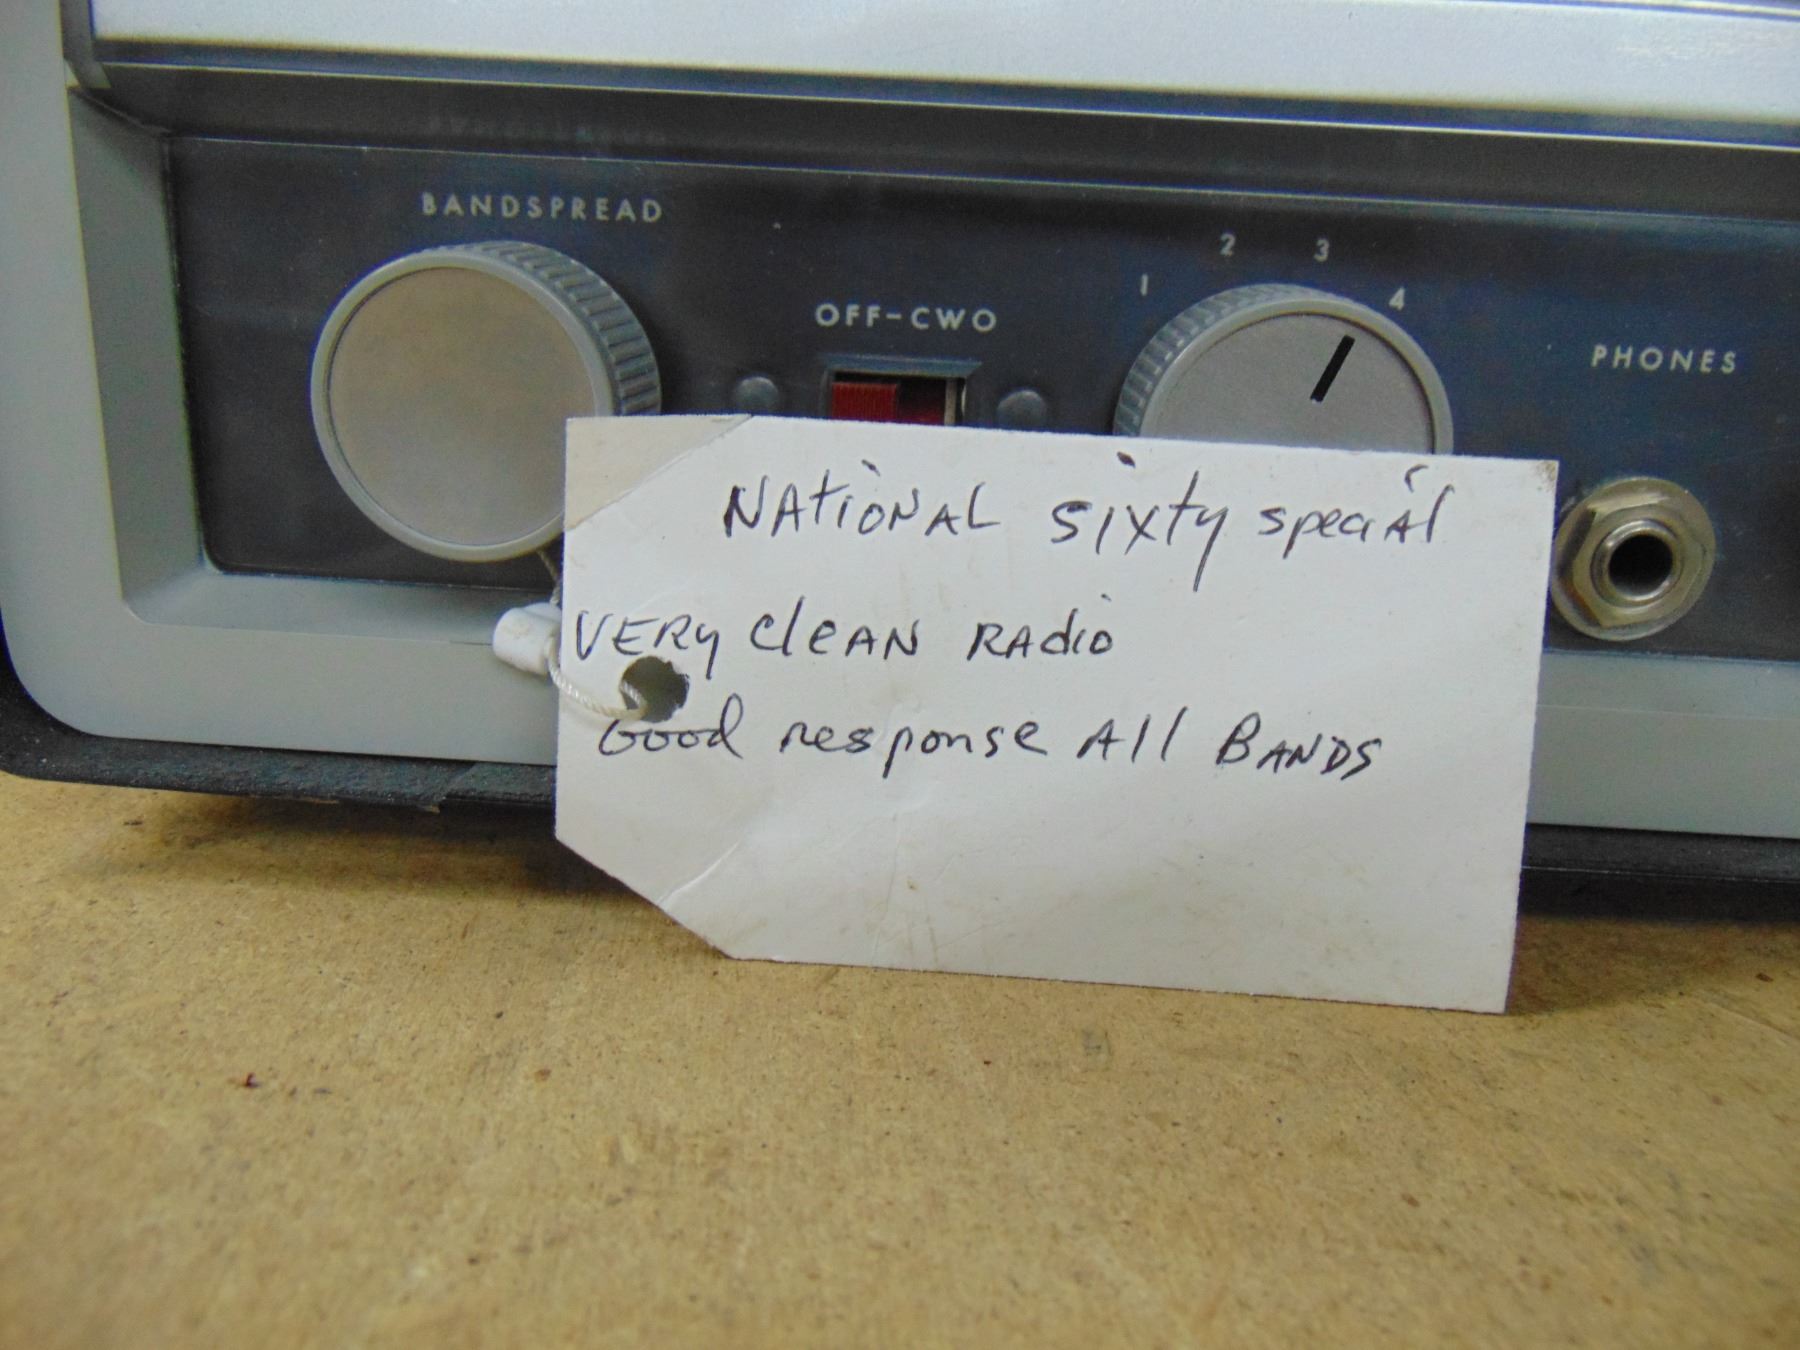 BANDSPREAD
OFF-CWO
1 2 3 4
PHONES
NATioNAL sixty special
VERy cleAN RAdio
Good response All BANDS